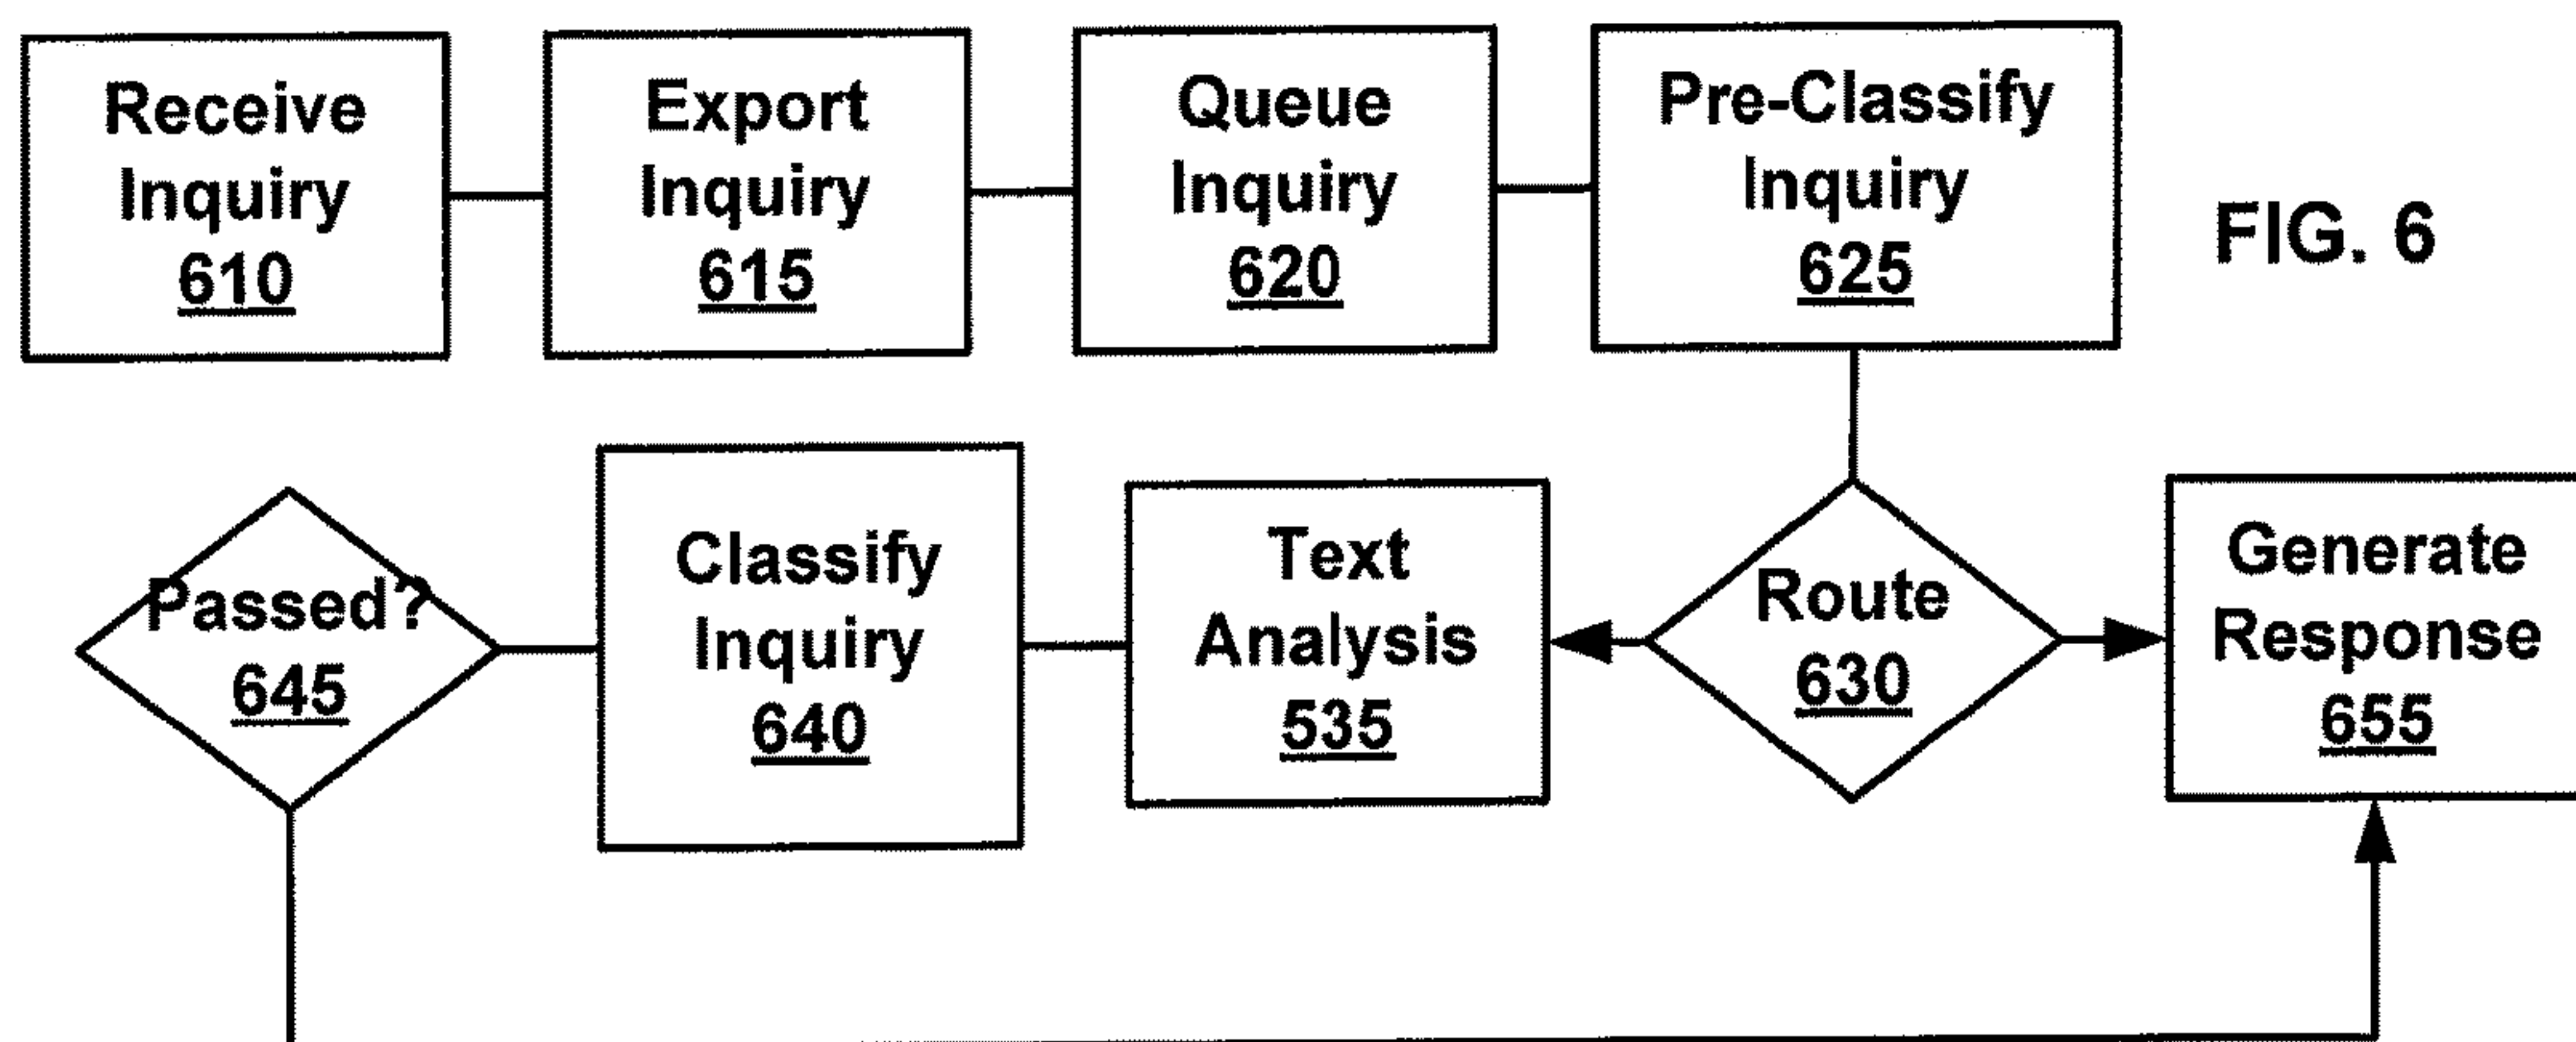 Receive
Inquiry
610
Export
Inquiry
615
Queue
Inquiry
620
Pre-Classify
Inquiry
625
FIG. 6
Passed?
645
Classify
Inquiry
640
Text
Analysis
535
Route
630
Generate
Response
655